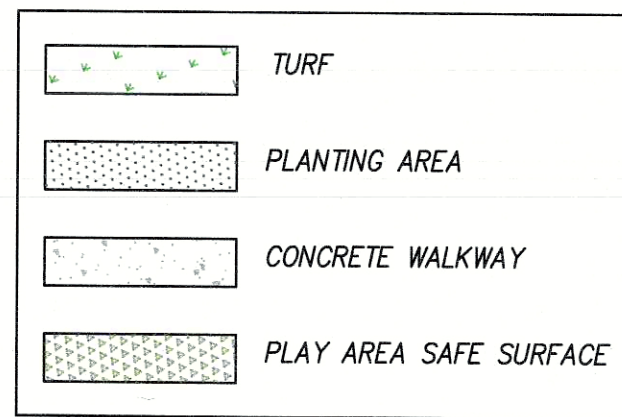 TURF
PLANTING AREA
CONCRETE WALKWAY
PLAY AREA SAFE SURFACE